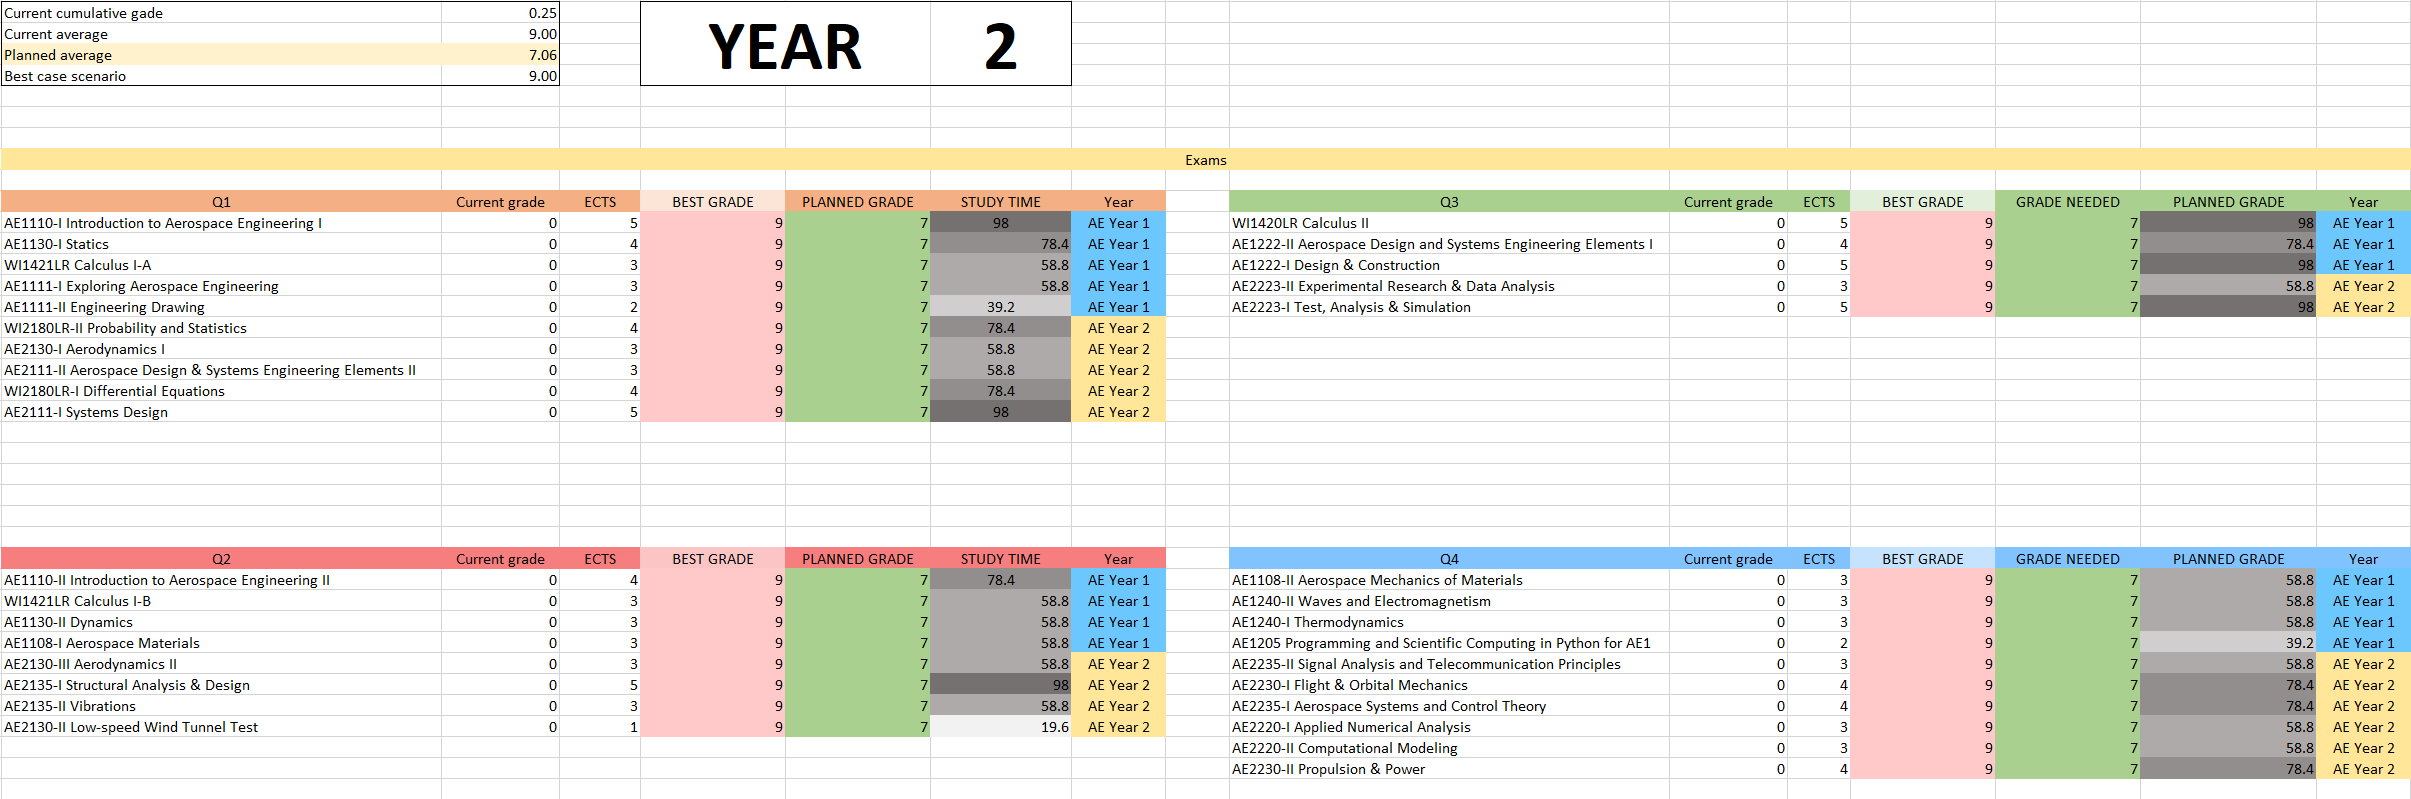 Current cumulative gade 0.25
Current average 9.00
Planned average 7.06
Best case scenario 9.00
YEAR 2
Exams
Q1 Current grade ECTS BEST GRADE PLANNED GRADE STUDY TIME Year
AE1110-I Introduction to Aerospace Engineering I 0 5 9 7 98 AE Year 1
AE1130-I Statics 0 4 9 7 78.4 AE Year 1
WI1421LR Calculus I-A 0 3 9 7 58.8 AE Year 1
AE1111-I Exploring Aerospace Engineering 0 3 9 7 58.8 AE Year 1
AE1111-II Engineering Drawing 0 2 9 7 39.2 AE Year 1
WI2180LR-II Probability and Statistics 0 4 9 7 78.4 AE Year 2
AE2130-I Aerodynamics I 0 3 9 7 58.8 AE Year 2
AE2111-II Aerospace Design & Systems Engineering Elements II 0 3 9 7 58.8 AE Year 2
WI2180LR-I Differential Equations 0 4 9 7 78.4 AE Year 2
AE2111-I Systems Design 0 5 9 7 98 AE Year 2
Q3 Current grade ECTS BEST GRADE GRADE NEEDED PLANNED GRADE Year
WI1420LR Calculus II 0 5 9 7 98 AE Year 1
AE1222-II Aerospace Design and Systems Engineering Elements I 0 4 9 7 78.4 AE Year 1
AE1222-I Design & Construction 0 5 9 7 98 AE Year 1
AE2223-II Experimental Research & Data Analysis 0 3 9 7 58.8 AE Year 2
AE2223-I Test, Analysis & Simulation 0 5 9 7 98 AE Year 2
Q2 Current grade ECTS BEST GRADE PLANNED GRADE STUDY TIME Year
AE1110-II Introduction to Aerospace Engineering II 0 4 9 7 78.4 AE Year 1
WI1421LR Calculus I-B 0 3 9 7 58.8 AE Year 1
AE1130-II Dynamics 0 3 9 7 58.8 AE Year 1
AE1108-I Aerospace Materials 0 3 9 7 58.8 AE Year 1
AE2130-III Aerodynamics II 0 3 9 7 58.8 AE Year 2
AE2135-I Structural Analysis & Design 0 5 9 7 98 AE Year 2
AE2135-II Vibrations 0 3 9 7 58.8 AE Year 2
AE2130-II Low-speed Wind Tunnel Test 0 1 9 7 19.6 AE Year 2
Q4 Current grade ECTS BEST GRADE GRADE NEEDED PLANNED GRADE Year
AE1108-II Aerospace Mechanics of Materials 0 3 9 7 58.8 AE Year 1
AE1240-II Waves and Electromagnetism 0 3 9 7 58.8 AE Year 1
AE1240-I Thermodynamics 0 3 9 7 58.8 AE Year 1
AE1205 Programming and Scientific Computing in Python for AE1 0 2 9 7 39.2 AE Year 1
AE2235-II Signal Analysis and Telecommunication Principles 0 3 9 7 58.8 AE Year 2
AE2230-I Flight & Orbital Mechanics 0 4 9 7 78.4 AE Year 2
AE2235-I Aerospace Systems and Control Theory 0 4 9 7 78.4 AE Year 2
AE2220-I Applied Numerical Analysis 0 3 9 7 58.8 AE Year 2
AE2220-II Computational Modeling 0 3 9 7 58.8 AE Year 2
AE2230-II Propulsion & Power 0 4 9 7 78.4 AE Year 2